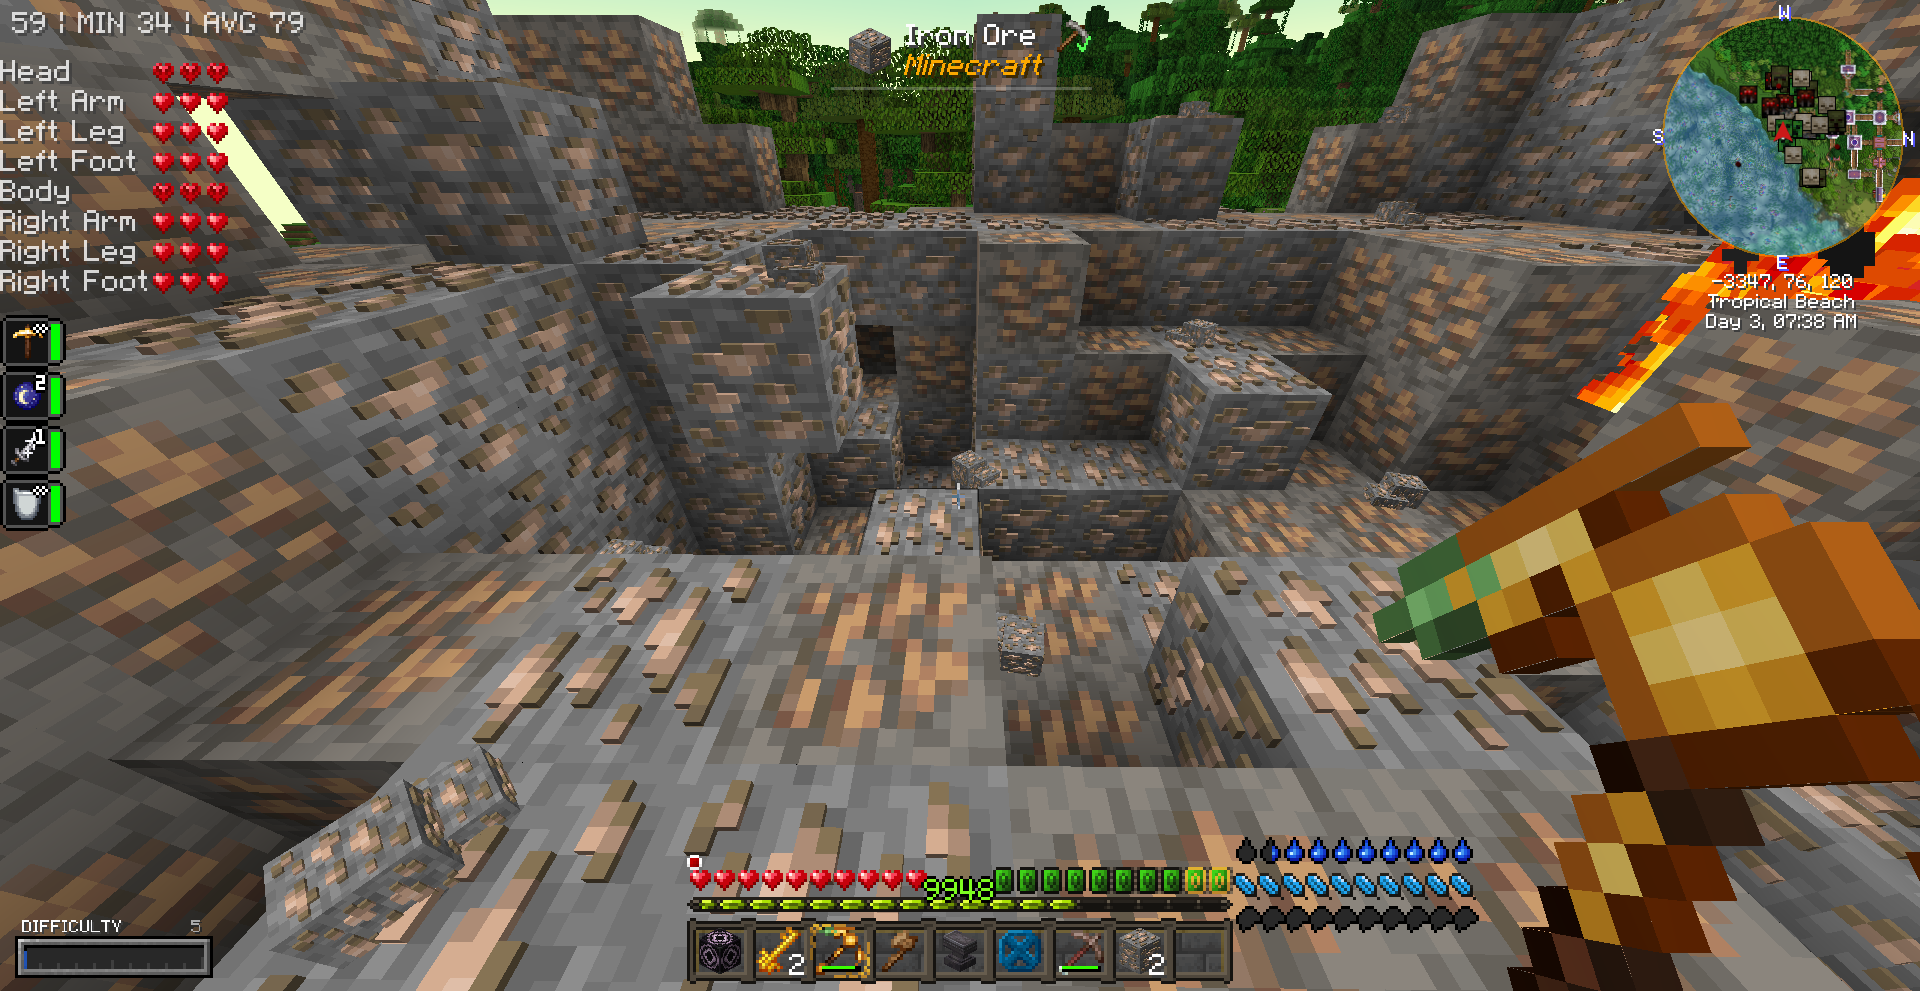 59 | MIN 34 | AVG 79
Iron Ore
Minecraft
Head
Left Arm
Left Leg
Left Foot
Body
Right Arm
Right Leg
Right Foot
2
1
W
S
N
E
-3347, 76, 120
Tropical Beach
Day 3, 07:38 AM
DIFFICULTY 5
9948
2
2